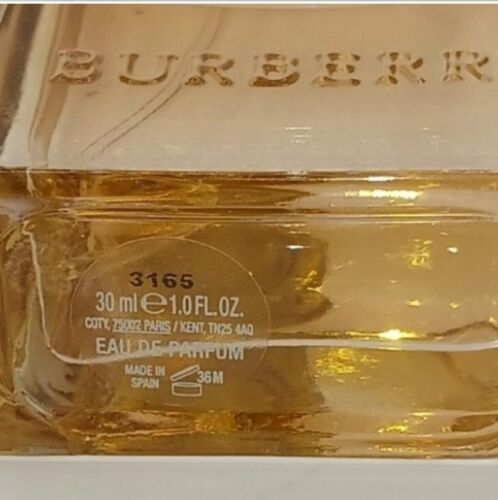 BURBERR
3165
30 ml ℮ 1.0 FL. OZ.
COTY, 75002 PARIS / KENT, TN25 4AQ
EAU DE PARFUM
MADE IN
SPAIN
36M